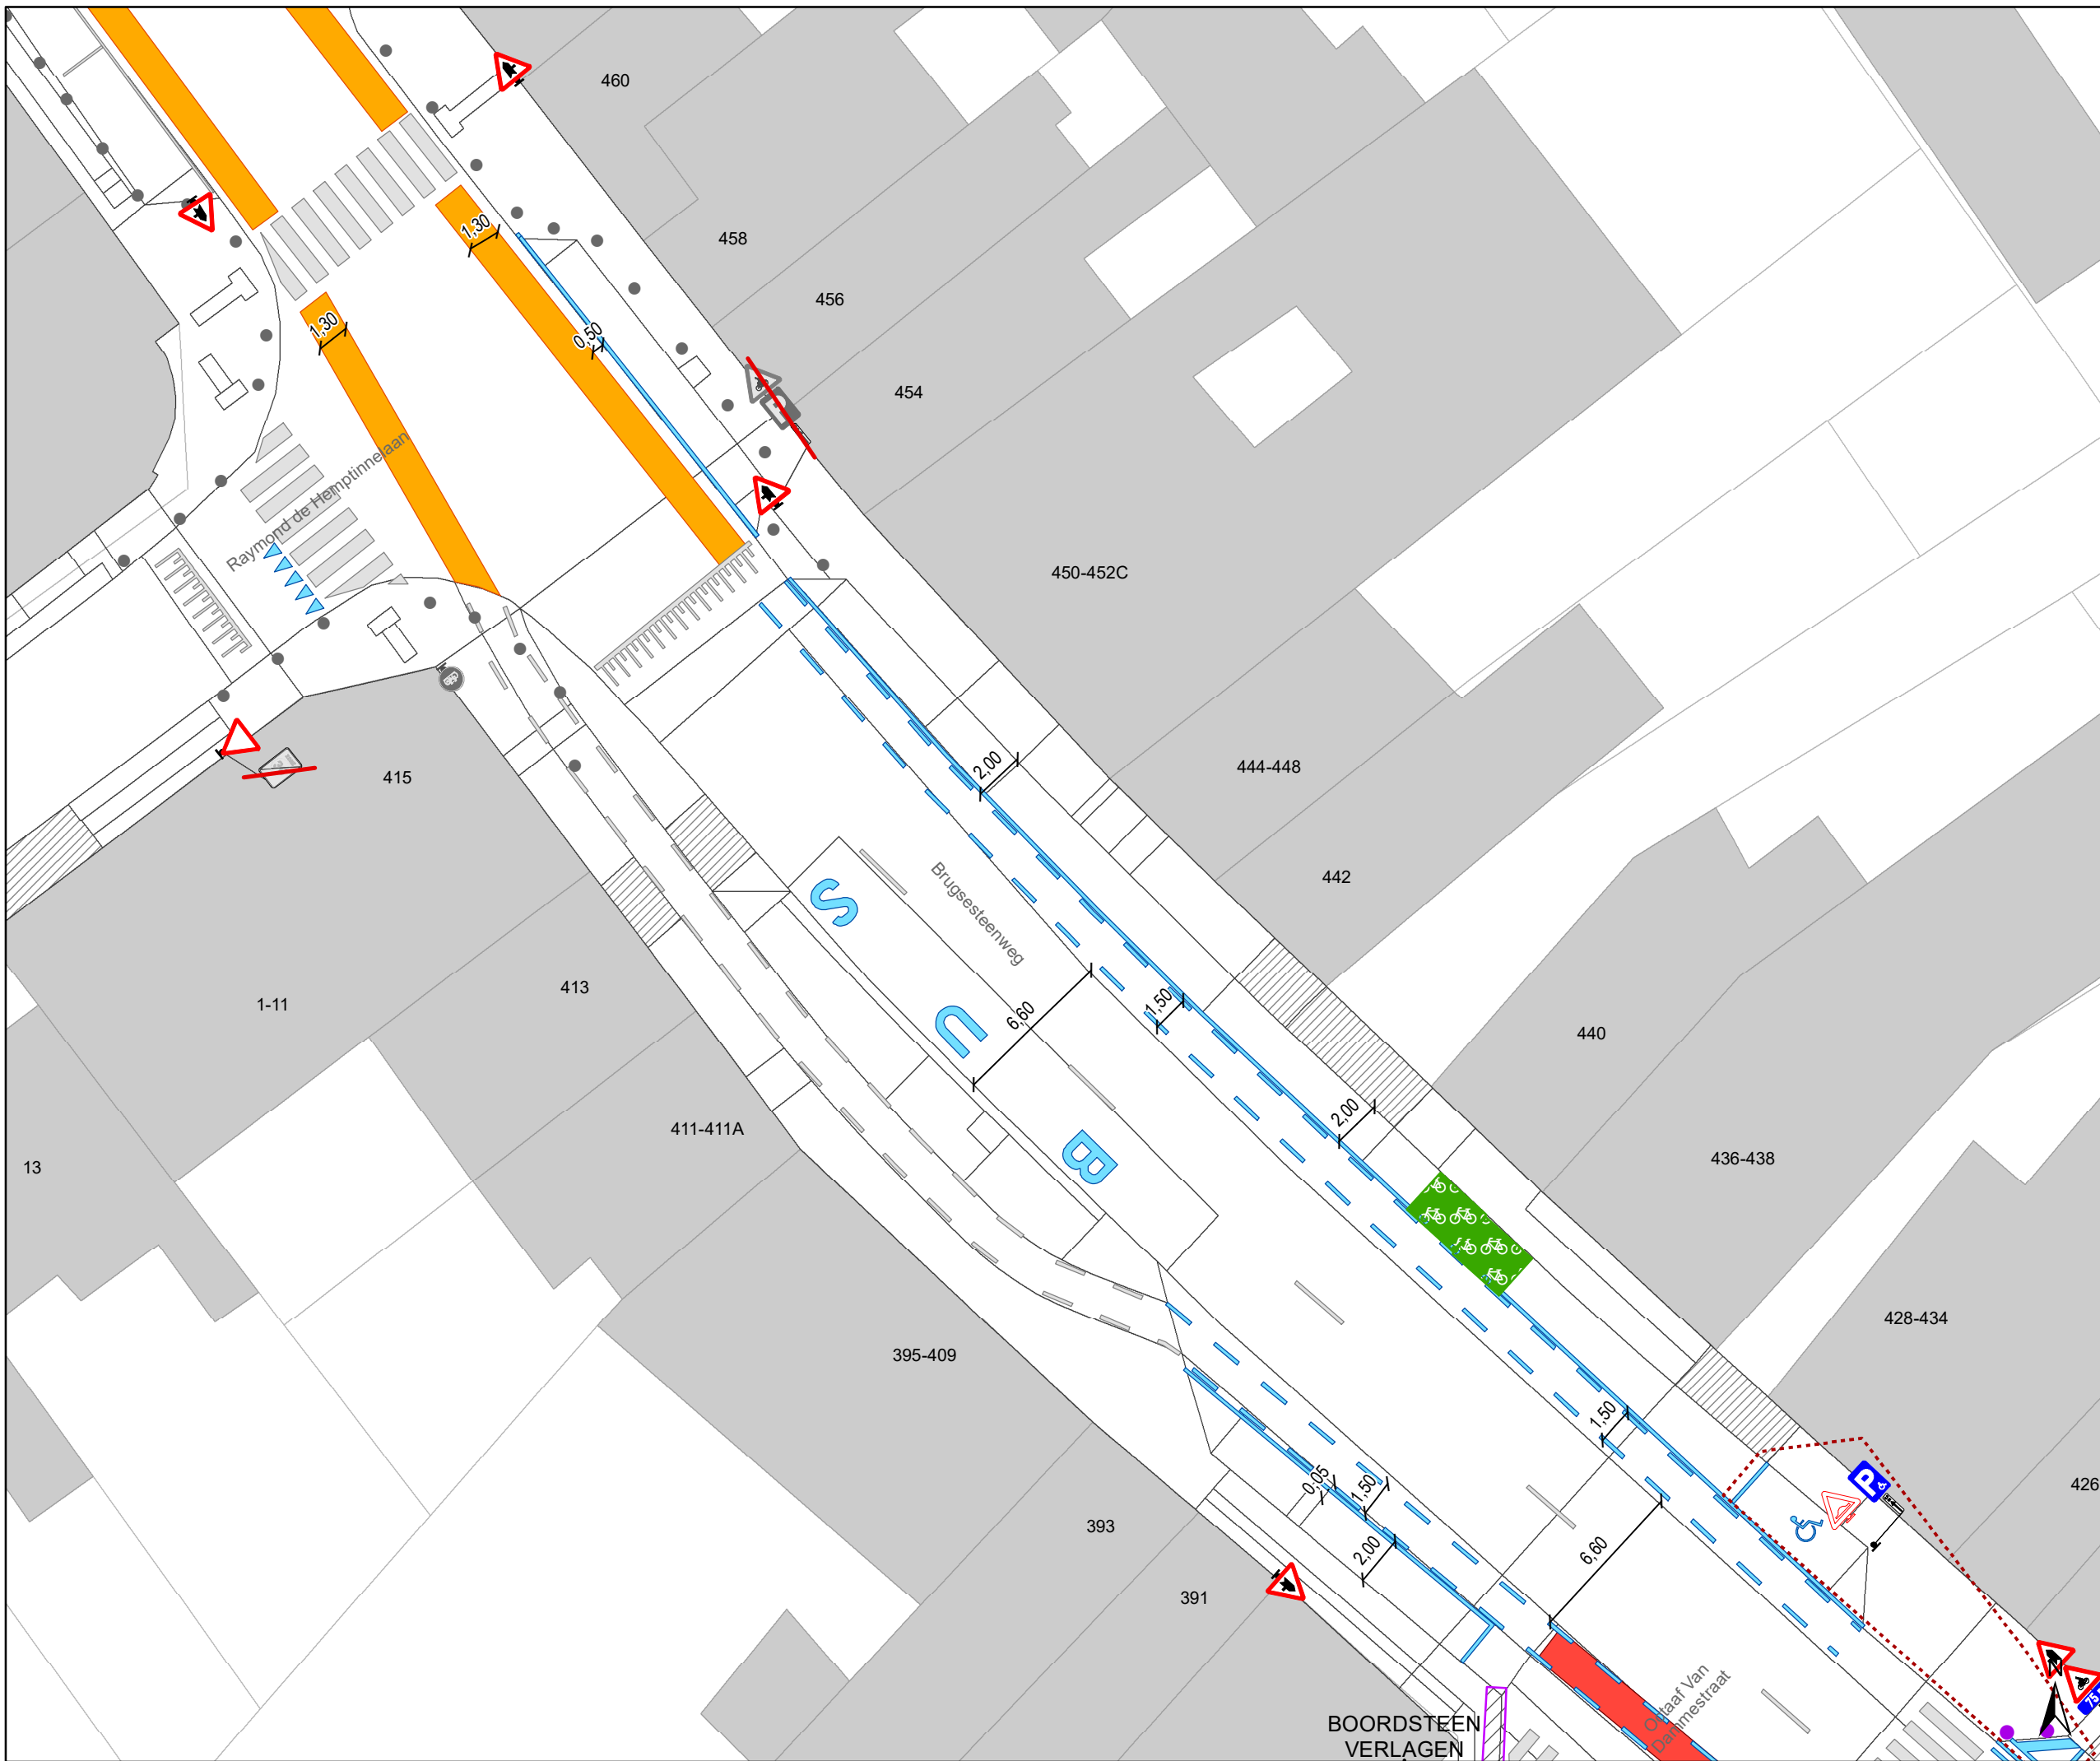 460
458
1,30
456
1,30
0,50
454
Raymond de Hemptinnelaan
450-452C
2,00
444-448
415
442
S
Brugsesteenweg
1-11
413
U
6,60
1,50
440
2,00
411-411A
B
436-438
13
428-434
395-409
1,50
P
426
0,05
1,50
393
2,00
6,60
391
N
75
Gustaaf Van
Dammestraat
BOORDSTEEN
VERLAGEN